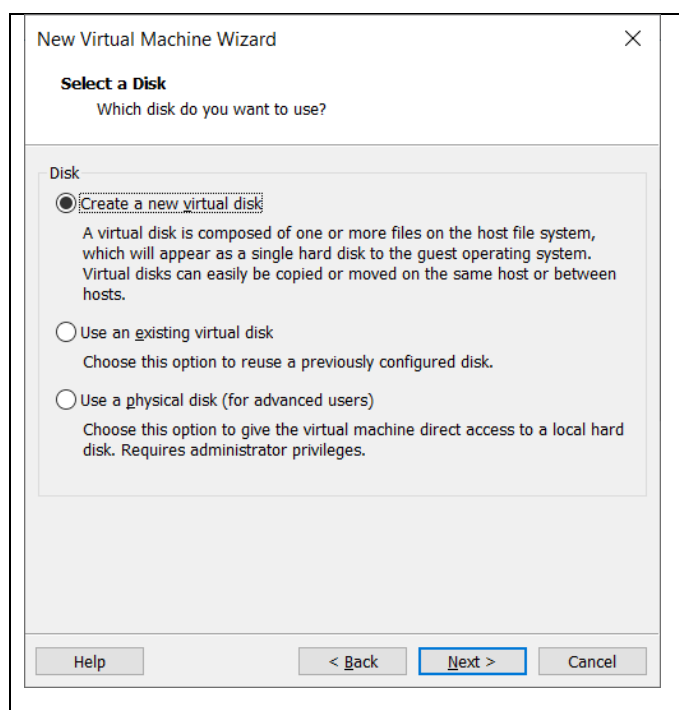 New Virtual Machine Wizard
Select a Disk
Which disk do you want to use?
Disk
Create a new virtual disk
A virtual disk is composed of one or more files on the host file system,
which will appear as a single hard disk to the guest operating system.
Virtual disks can easily be copied or moved on the same host or between
hosts.
Use an existing virtual disk
Choose this option to reuse a previously configured disk.
Use a physical disk (for advanced users)
Choose this option to give the virtual machine direct access to a local hard
disk. Requires administrator privileges.
Help < Back Next > Cancel